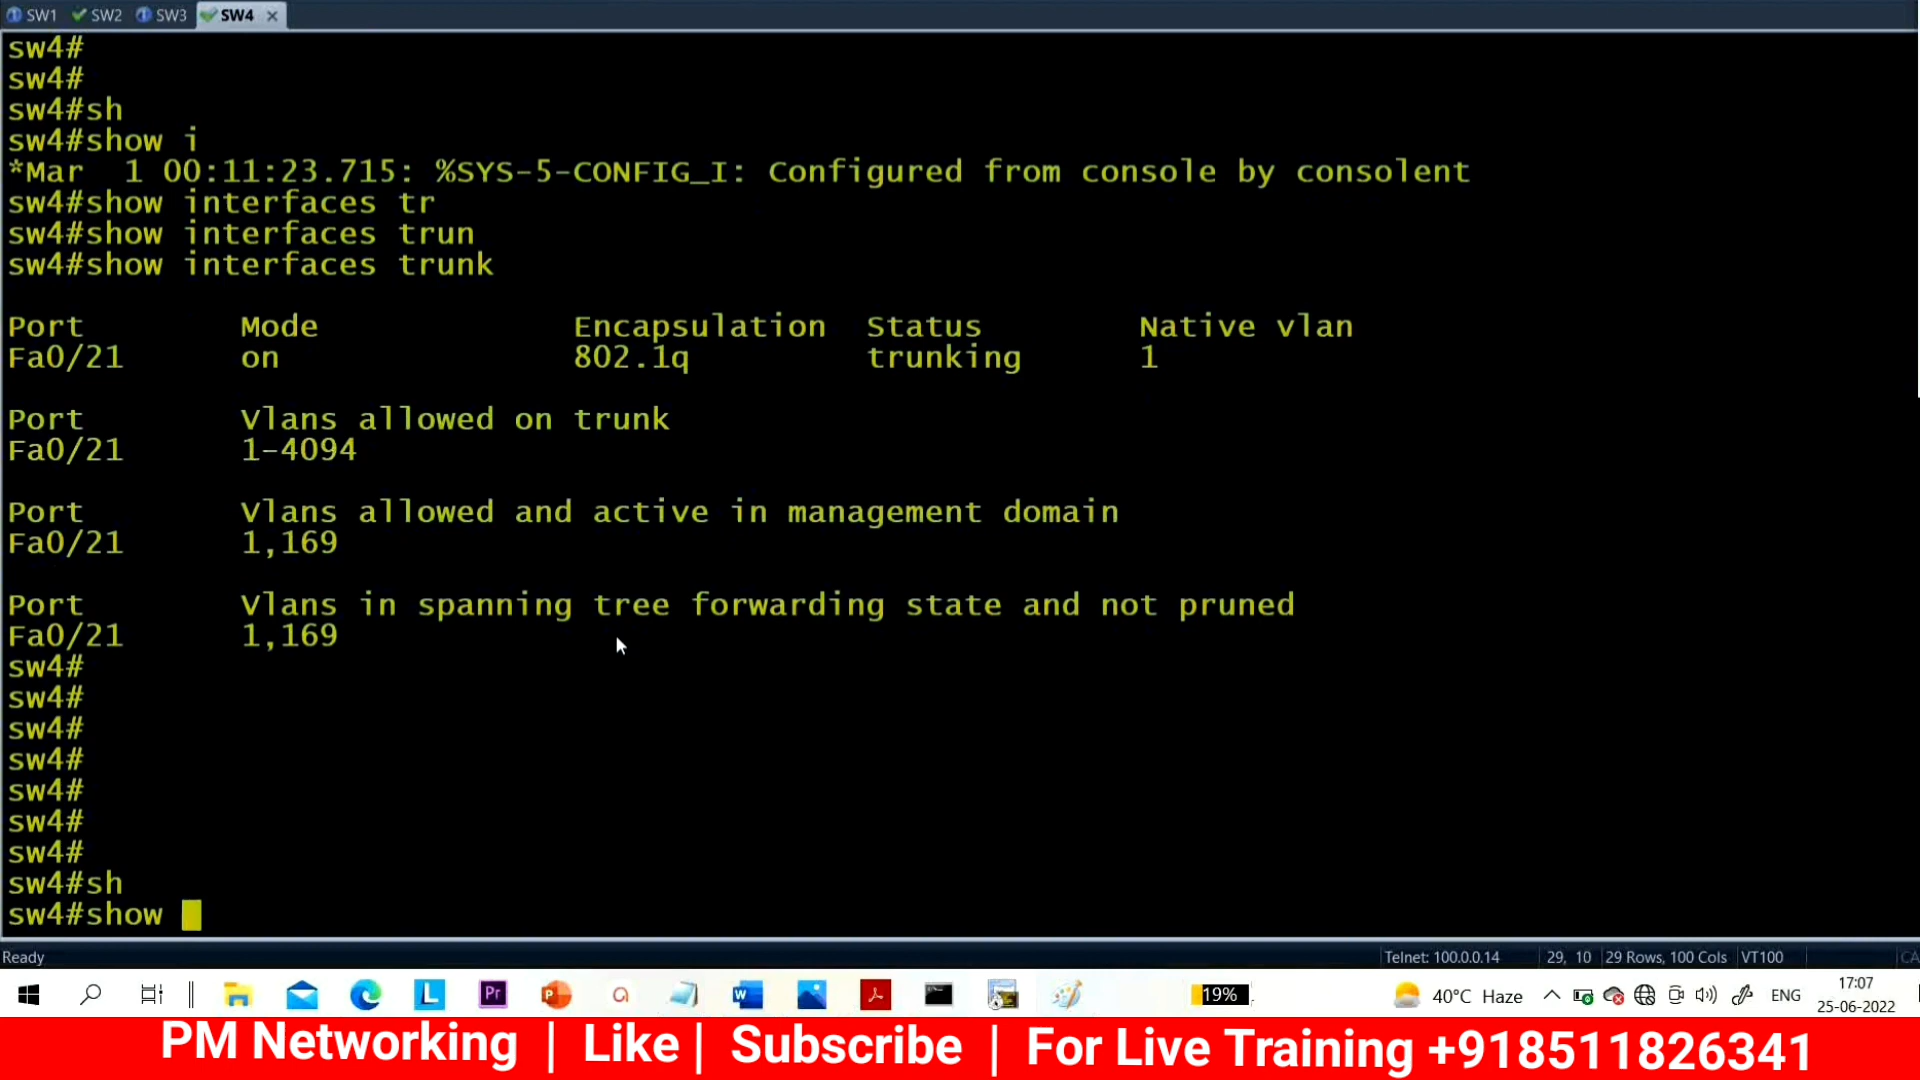 SW1 SW2 SW3 SW4
sw4#
sw4#
sw4#sh
sw4#show i
*Mar  1 00:11:23.715: %SYS-5-CONFIG_I: Configured from console by consolent
sw4#show interfaces tr
sw4#show interfaces trun
sw4#show interfaces trunk
Port Mode Encapsulation Status Native vlan
Fa0/21 on 802.1q trunking 1
Port Vlans allowed on trunk
Fa0/21 1-4094
Port Vlans allowed and active in management domain
Fa0/21 1,169
Port Vlans in spanning tree forwarding state and not pruned
Fa0/21 1,169
sw4#
sw4#
sw4#
sw4#
sw4#
sw4#
sw4#
sw4#sh
sw4#show
Ready Telnet: 100.0.0.14 29, 10 29 Rows, 100 Cols VT100 CA
L Pr P W 19% 40°C Haze ENG 17:07
25-06-2022
PM Networking | Like | Subscribe | For Live Training +918511826341